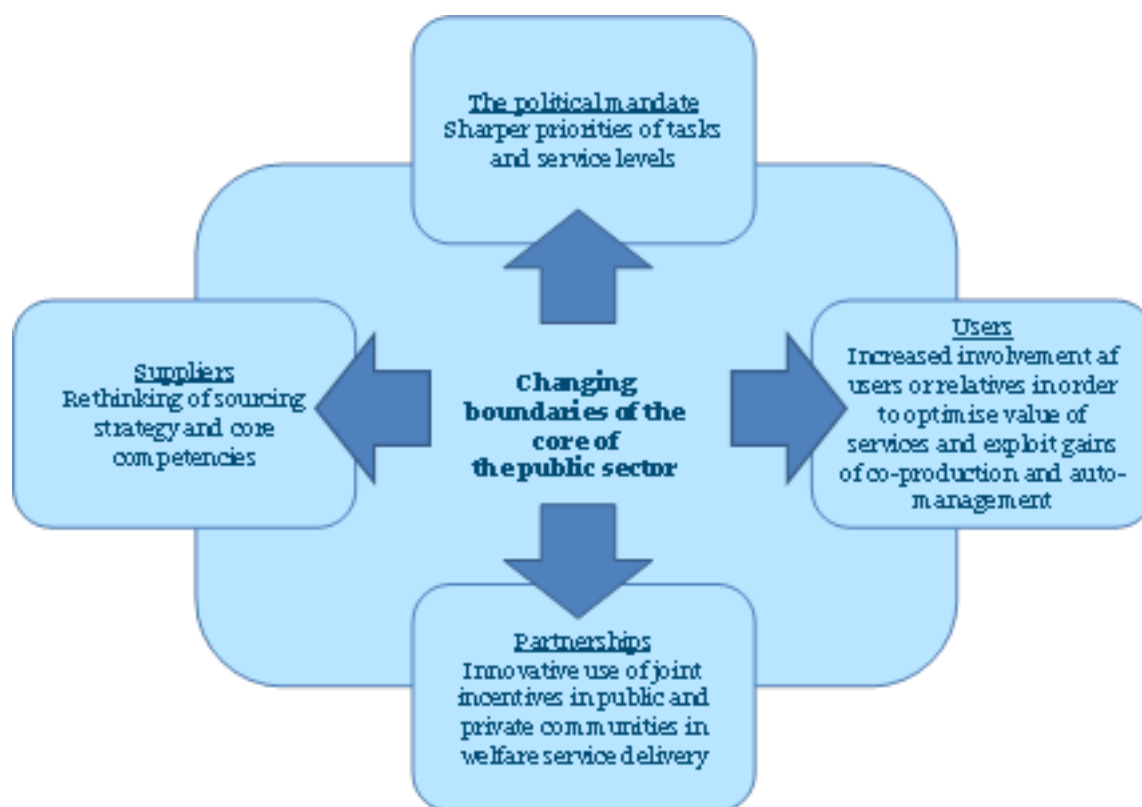 The political mandate
Sharper priorities of tasks
and service levels
Suppliers
Rethinking of sourcing
strategy and core
competencies
Changing
boundaries of the
core of
the public sector
Users
Increased involvement af
users or relatives in order
to optimise value of
services and exploit gains
of co-production and auto-
management
Partnerships
Innovative use of joint
incentives in public and
private communities in
welfare service delivery